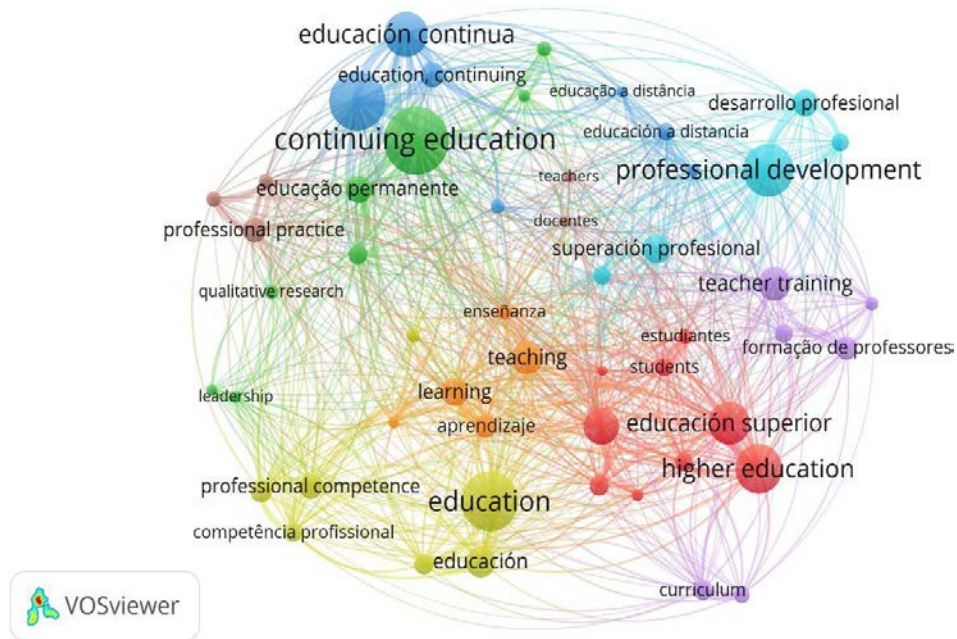 educación continua
education, continuing
educação a distância
desarrollo profesional
educación a distancia
continuing education
professional development
teachers
educação permanente
docentes
professional practice
superación profesional
teacher training
qualitative research
enseñanza
estudiantes
formação de professores
teaching
students
learning
leadership
aprendizaje
educación superior
higher education
professional competence
education
competência profissional
educación
curriculum
VOSviewer